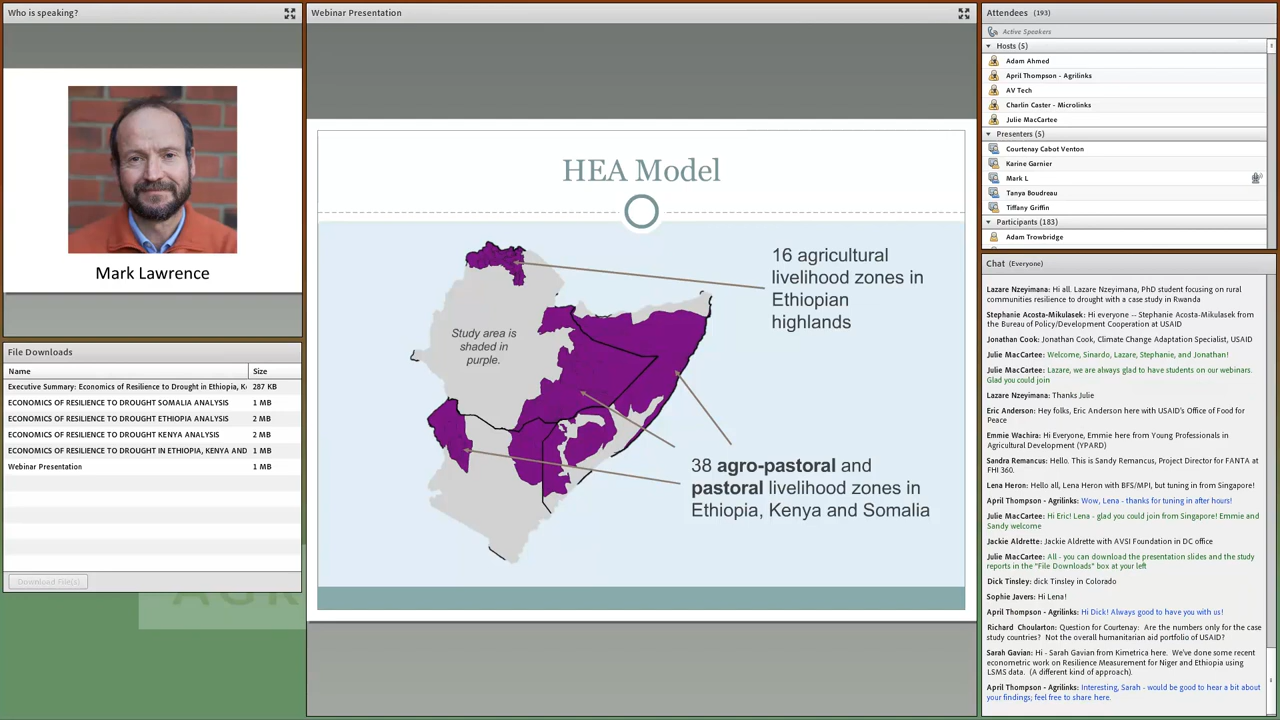 Who is speaking?
Mark Lawrence
File Downloads
Name Size
Executive Summary: Economics of Resilience to Drought in Ethiopia, Ke 287 KB
ECONOMICS OF RESILIENCE TO DROUGHT SOMALIA ANALYSIS 1 MB
ECONOMICS OF RESILIENCE TO DROUGHT ETHIOPIA ANALYSIS 2 MB
ECONOMICS OF RESILIENCE TO DROUGHT KENYA ANALYSIS 2 MB
ECONOMICS OF RESILIENCE TO DROUGHT IN ETHIOPIA, KENYA AND 1 MB
Webinar Presentation 1 MB
Download File(s)
Webinar Presentation
HEA Model
16 agricultural
livelihood zones in
Ethiopian
highlands
Study area is
shaded in
purple.
38 agro-pastoral and
pastoral livelihood zones in
Ethiopia, Kenya and Somalia
Attendees (193)
Active Speakers
Hosts (5)
Adam Ahmed
April Thompson - Agrilinks
AV Tech
Charlin Caster - Microlinks
Julie MacCartee
Presenters (5)
Courtenay Cabot Venton
Karine Garnier
Mark L
Tanya Boudreau
Tiffany Griffin
Participants (183)
Adam Trowbridge
Chat (Everyone)
Lazare Nzeyimana: Hi all. Lazare Nzeyimana, PhD student focusing on rural
communities resilience to drought with a case study in Rwanda
Stephanie Acosta-Mikulasek: Hi everyone -- Stephanie Acosta-Mikulasek from
the Bureau of Policy/Development Cooperation at USAID
Jonathan Cook: Jonathan Cook, Climate Change Adaptation Specialist, USAID
Julie MacCartee: Welcome, Sinardo, Lazare, Stephanie, and Jonathan!
Julie MacCartee: Lazare, we are always glad to have students on our webinars.
Glad you could join
Lazare Nzeyimana: Thanks Julie
Eric Anderson: Hey folks, Eric Anderson here with USAID's Office of Food for
Peace
Emmie Wachira: Hi Everyone, Emmie here from Young Professionals in
Agricultural Development (YPARD)
Sandra Remancus: Hello. This is Sandy Remancus, Project Director for FANTA at
FHI 360.
Lena Heron: Hello all, Lena Heron with BFS/MPI, but tuning in from Singapore!
April Thompson - Agrilinks: Wow, Lena - thanks for tuning in after hours!
Julie MacCartee: Hi Eric! Lena - glad you could join from Singapore! Emmie and
Sandy welcome
Jackie Aldrette: Jackie Aldrette with AVSI Foundation in DC office
Julie MacCartee: All - you can download the presentation slides and the study
reports in the "File Downloads" box at your left
Dick Tinsley: dick Tinsley in Colorado
Sophie Javers: Hi Lena!
April Thompson - Agrilinks: Hi Dick! Always good to have you with us!
Richard Choularton: Question for Courtenay: Are the numbers only for the case
study countries? Not the overall humanitarian aid portfolio of USAID?
Sarah Gavian: Hi - Sarah Gavian from Kimetrica here. We've done some recent
econometric work on Resilience Measurement for Niger and Ethiopia using
LSMS data. (A different kind of approach).
April Thompson - Agrilinks: Interesting, Sarah - would be good to hear a bit about
your findings; feel free to share here.